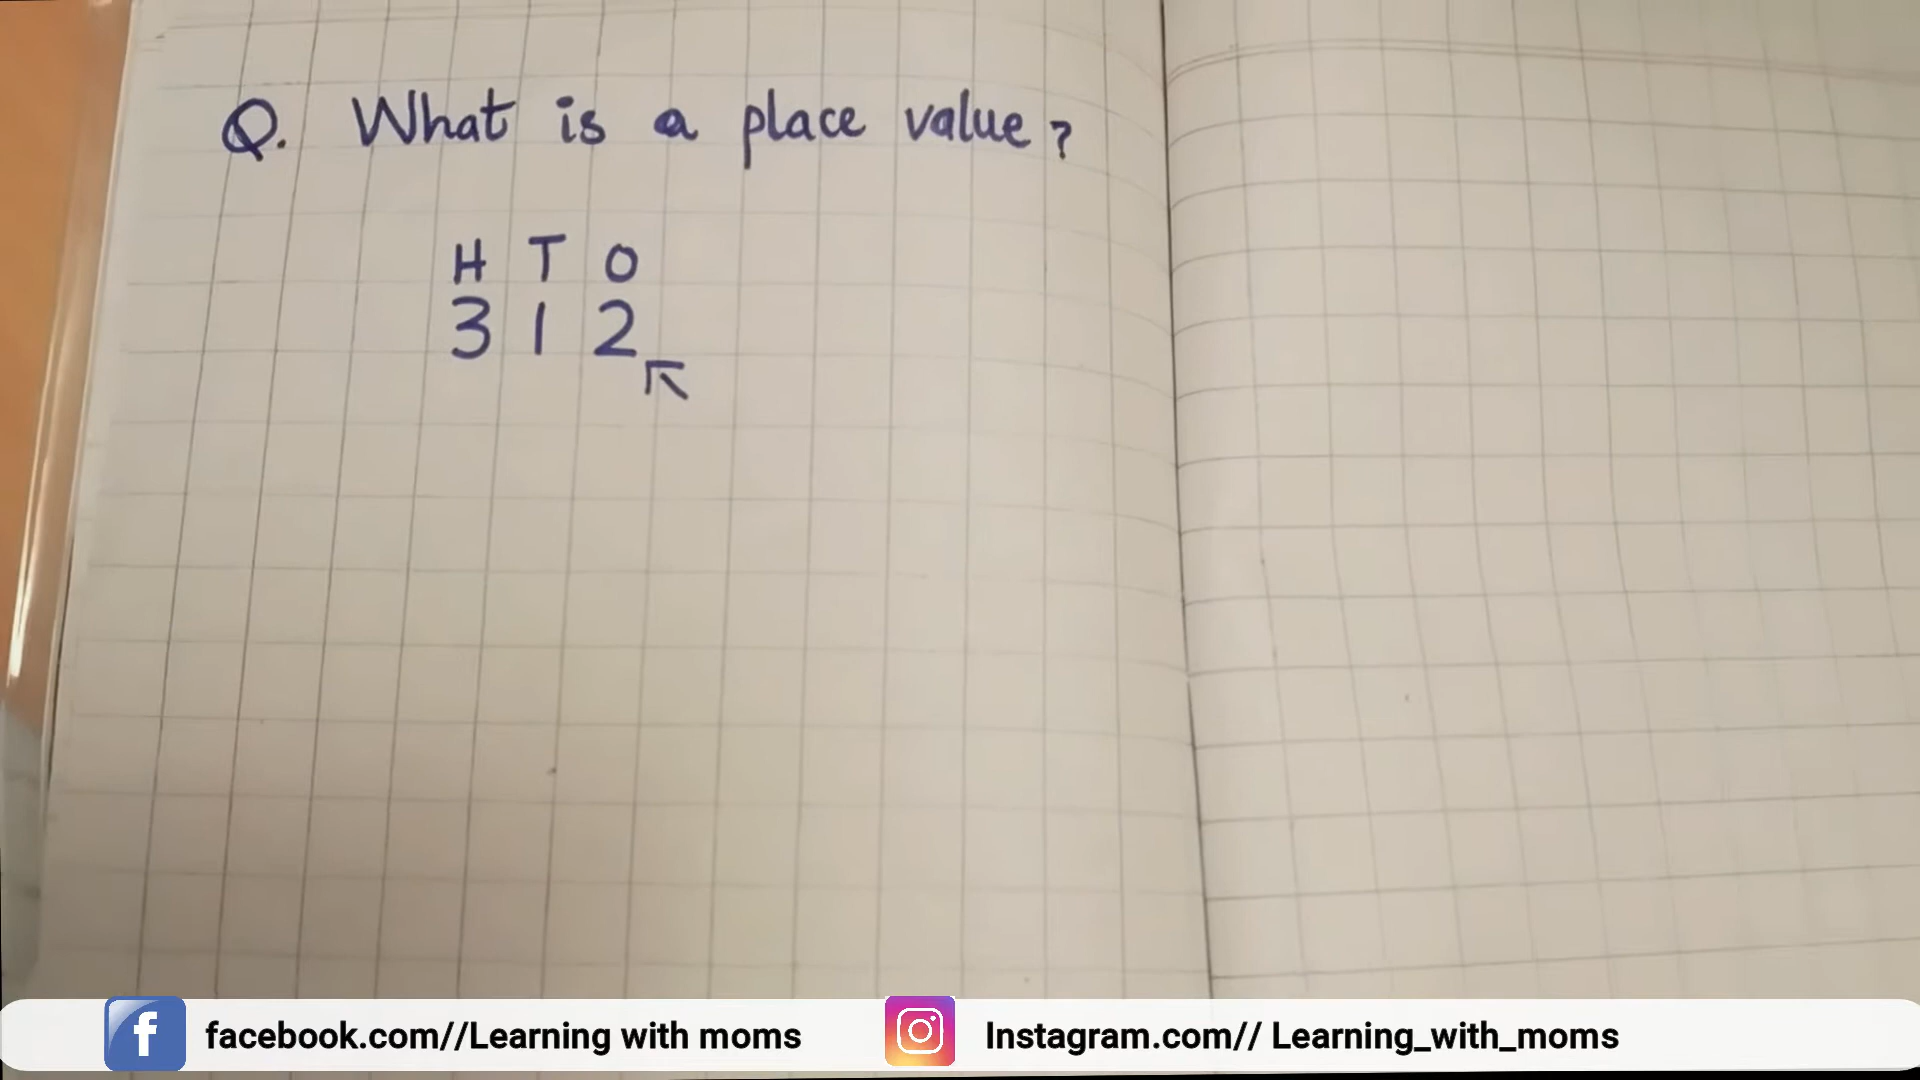 Q. What is a place value?
H T O
3 1 2
facebook.com//Learning with moms
Instagram.com// Learning_with_moms